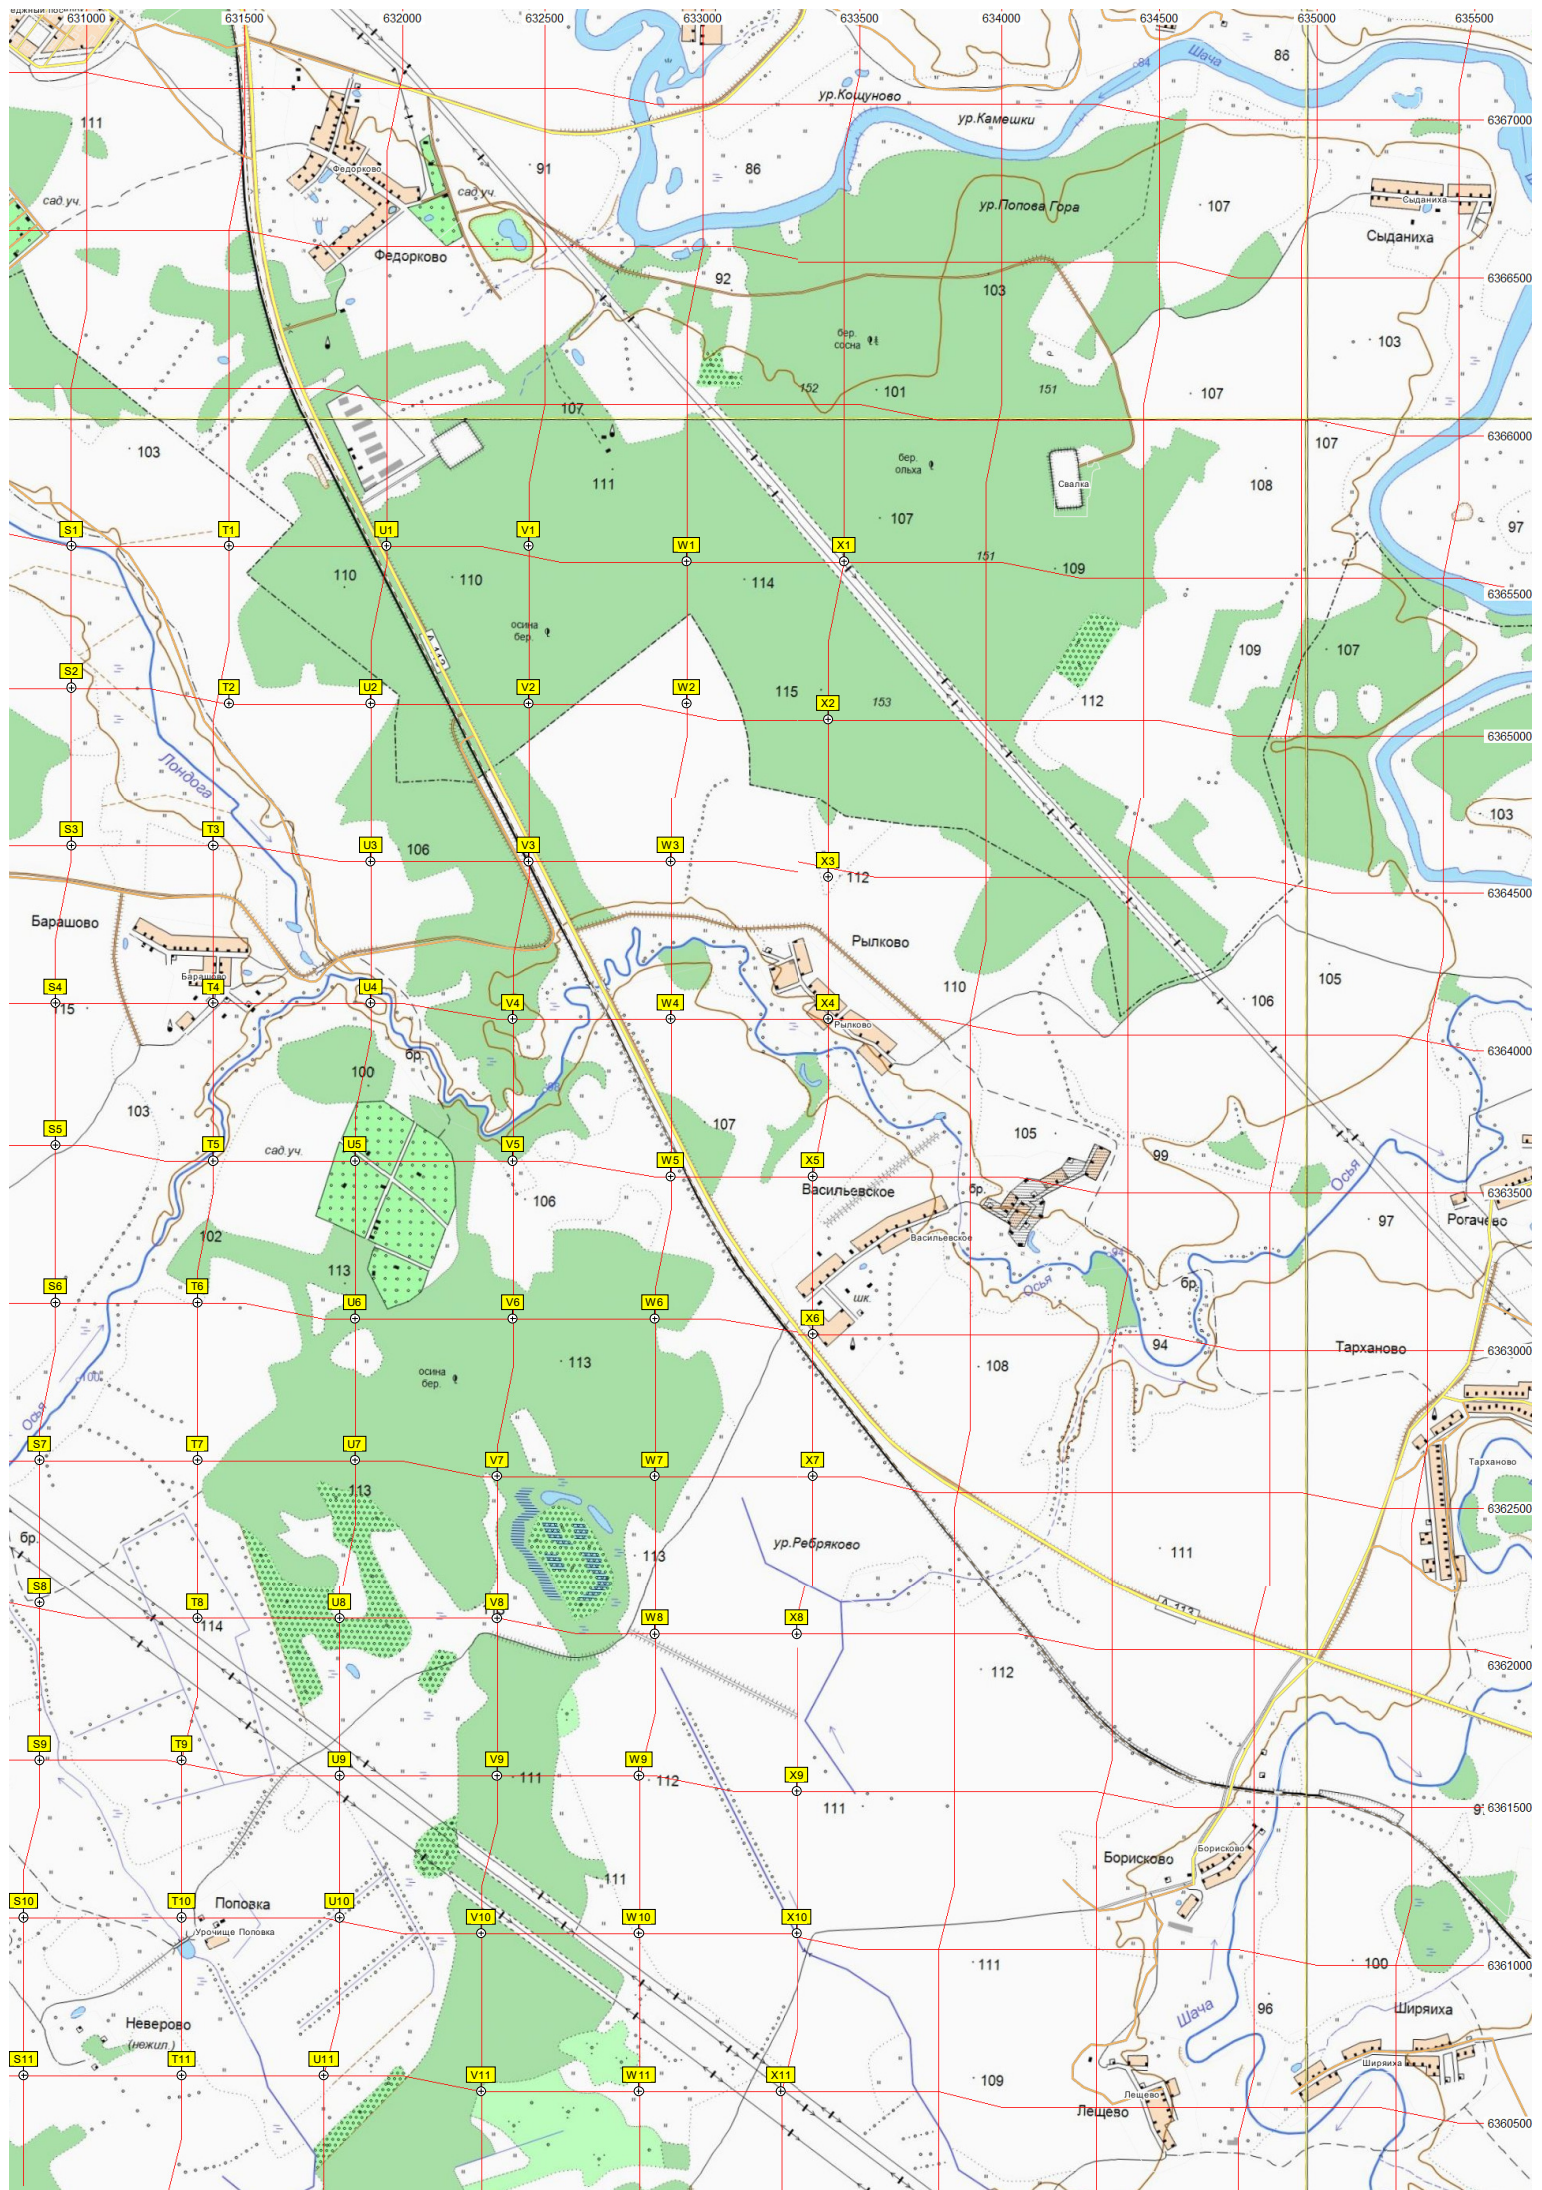 631000 631500 632000 632500 633000 633500 634000 634500 635000 635500
Шача
84
86
ур.Кощуново
ур.Камешки
6367000
111
Федорково
91
86
сад.уч.
сад.уч.
ур.Попова Гора
107
Сыданиха
Сыданиха
Федорково
92
103
6366500
бер.
сосна
103
152
101
151
107
107
6366000
107
103
бер.
ольха
Свалка
111
108
107
97
S1 T1 U1 V1 W1 X1
151
110
110
114
109
6365500
осина
бер.
109
107
S2 T2 U2 V2 W2 X2
115
153
112
6365000
Лондога
103
S3 T3 U3 V3 W3 X3
106
112
6364500
Барашово
Рылково
Барашово
S4 T4 U4 V4 W4 X4
115
110
106
105
Рылково
6364000
бр.
100
88
103
107
105
S5 T5 U5 V5 W5 X5
сад.уч.
99
Васильевское
бр.
Осья
106
6363500
Рогачево
97
102
Васильевское
94
113
Осья
бр.
S6 T6 U6 V6 W6 X6
шк.
94
Тарханово
6363000
113
108
осина
бер.
100
Осья
S7 T7 U7 V7 W7 X7
Тарханово
113
6362500
бр.
ур.Ребряково
113
111
S8 T8 U8 V8 W8 X8
А-113
114
112
6362000
S9 T9 U9 V9 W9 X9
111
112
111
6361500
Борисково
Борисково
111
S10 T10 U10 V10 W10 X10
Поповка
Урочище Поповка
111
100
6361000
Шача
96
Ширяиха
Неверово
(нежил.)
S11 T11 U11 V11 W11 X11
Ширяиха
109
Лещево
Лещево
6360500